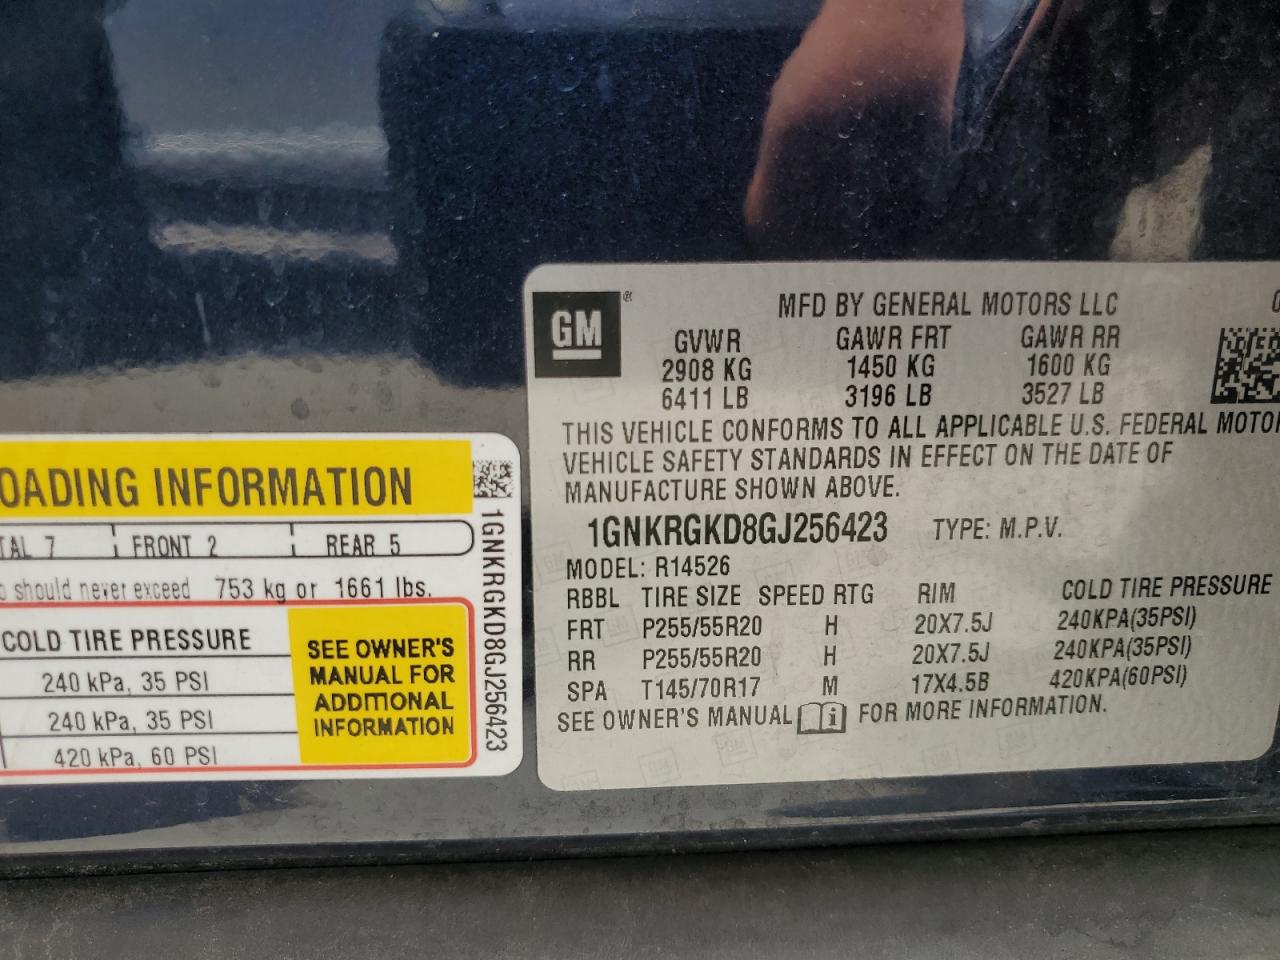 OADING INFORMATION
TAL 7 FRONT 2 REAR 5
should never exceed 753 kg or 1661 lbs.
COLD TIRE PRESSURE
240 kPa, 35 PSI
240 kPa, 35 PSI
420 kPa, 60 PSI
SEE OWNER'S
MANUAL FOR
ADDITIONAL
INFORMATION
1GNKRGKD8GJ256423
GM ®
MFD BY GENERAL MOTORS LLC
GVWR GAWR FRT GAWR RR
2908 KG 1450 KG 1600 KG
6411 LB 3196 LB 3527 LB
THIS VEHICLE CONFORMS TO ALL APPLICABLE U.S. FEDERAL MOTOR
VEHICLE SAFETY STANDARDS IN EFFECT ON THE DATE OF
MANUFACTURE SHOWN ABOVE.
1GNKRGKD8GJ256423 TYPE: M.P.V.
MODEL: R14526
RBBL TIRE SIZE SPEED RTG RIM COLD TIRE PRESSURE
FRT P255/55R20 H 20X7.5J 240KPA(35PSI)
RR P255/55R20 H 20X7.5J 240KPA(35PSI)
SPA T145/70R17 M 17X4.5B 420KPA(60PSI)
SEE OWNER'S MANUAL i FOR MORE INFORMATION.